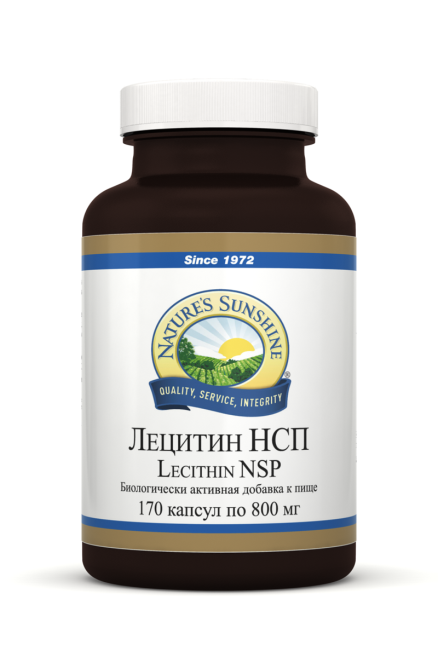 Since 1972
NATURE'S SUNSHINE
®
QUALITY, SERVICE, INTEGRITY
ЛЕЦИТИН НСП
LECITHIN NSP
Биологически активная добавка к пище
170 капсул по 800 мг